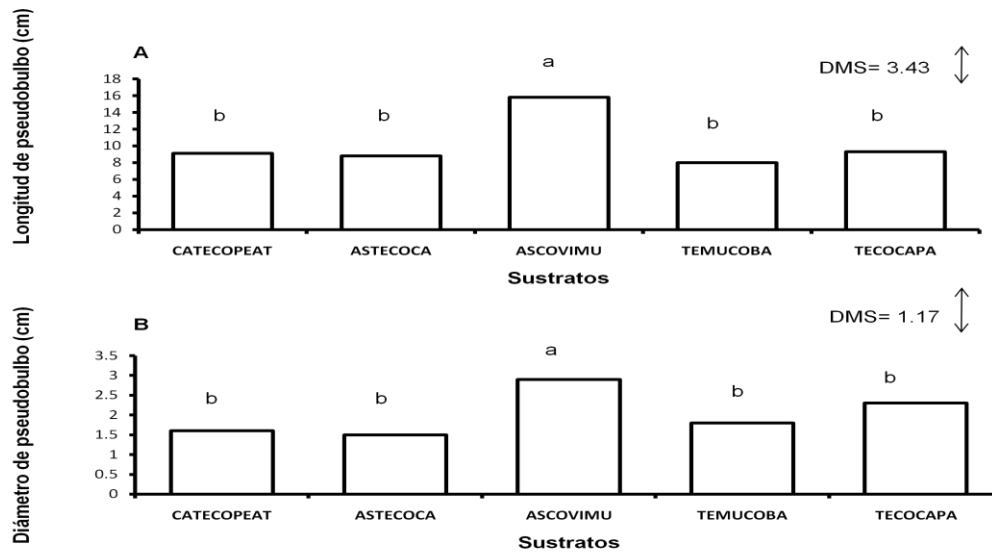 Longitud de pseudobulbo (cm)
A
DMS= 3.43
a
b b b b
18
16
14
12
10
8
6
4
2
0
CATECOPEAT ASTECOCA ASCOVIMU TEMUCOBA TECOCAPA
Sustratos
Diámetro de pseudobulbo (cm)
B
DMS= 1.17
a
b b b b
3.5
3
2.5
2
1.5
1
0.5
0
CATECOPEAT ASTECOCA ASCOVIMU TEMUCOBA TECOCAPA
Sustratos